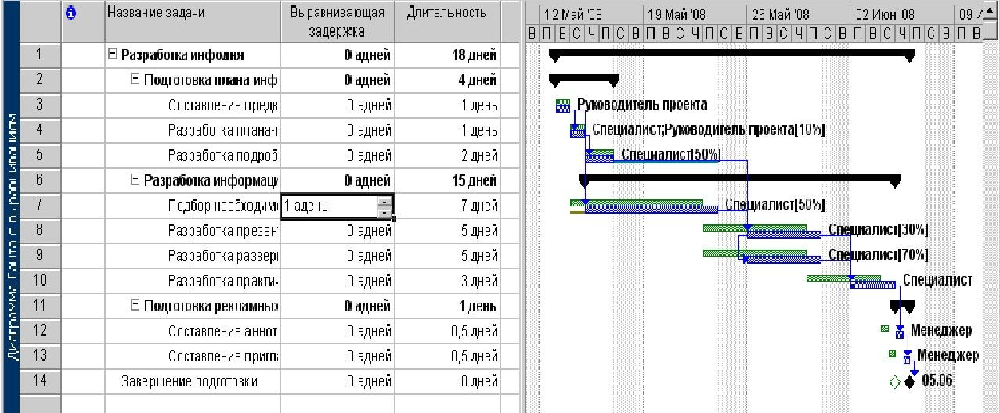 Диаграмма Ганта с выравниванием
Название задачи Выравнивающая задержка Длительность
12 Май '08 19 Май '08 26 Май '08 02 Июн '08 09 И
В П В С Ч П С В П В С Ч П С В П В С Ч П С В П В С Ч П С В П В
1 Разработка инфодня 0 адней 18 дней
2 Подготовка плана инф 0 адней 4 дней
3 Составление предв 0 адней 1 день Руководитель проекта
4 Разработка плана-г 0 адней 1 день Специалист;Руководитель проекта[10%]
5 Разработка подроб 0 адней 2 дней Специалист[50%]
6 Разработка информаци 0 адней 15 дней
7 Подбор необходимо 1 адень 7 дней Специалист[50%]
8 Разработка презент 0 адней 5 дней Специалист[30%]
9 Разработка развер 0 адней 5 дней Специалист[70%]
10 Разработка практич 0 адней 3 дней Специалист
11 Подготовка рекламных 0 адней 1 день
12 Составление аннот 0 адней 0,5 дней Менеджер
13 Составление пригла 0 адней 0,5 дней Менеджер
14 Завершение подготовки 0 адней 0 дней 05.06